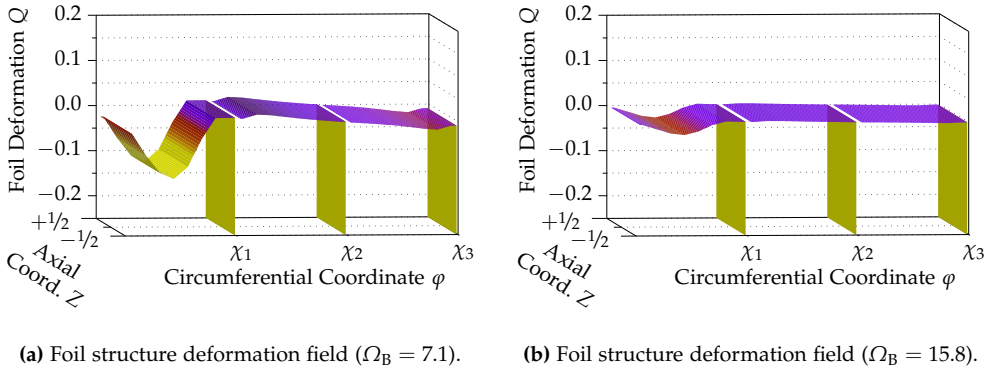 Foil Deformation Q
0.2
0.1
0.0
−0.1
−0.2
+1/2
−1/2
Axial
Coord. Z
χ1
χ2
χ3
Circumferential Coordinate φ
(a) Foil structure deformation field (Ω_B = 7.1).
Foil Deformation Q
0.2
0.1
0.0
−0.1
−0.2
+1/2
−1/2
Axial
Coord. Z
χ1
χ2
χ3
Circumferential Coordinate φ
(b) Foil structure deformation field (Ω_B = 15.8).